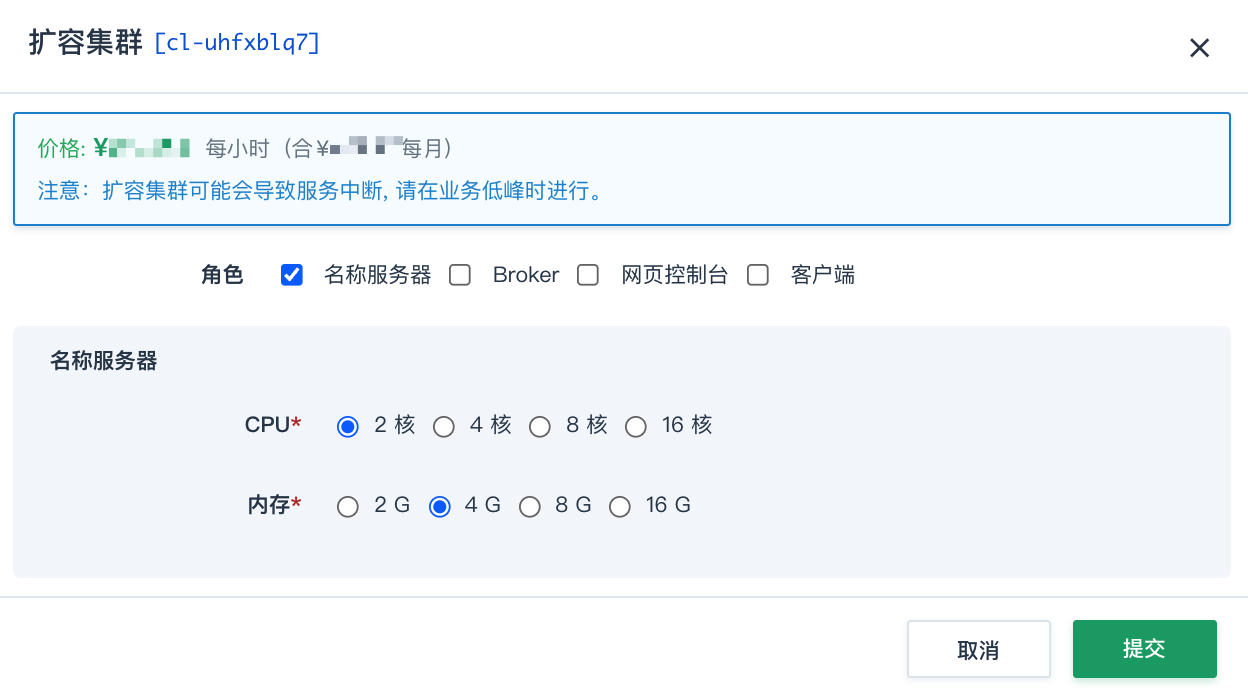 扩容集群 [cl-uhfxblq7]
价格: ¥ 每小时（合¥ 每月）
注意：扩容集群可能会导致服务中断, 请在业务低峰时进行。
角色 名称服务器 Broker 网页控制台 客户端
名称服务器
CPU* 2 核 4 核 8 核 16 核
内存* 2 G 4 G 8 G 16 G
取消 提交